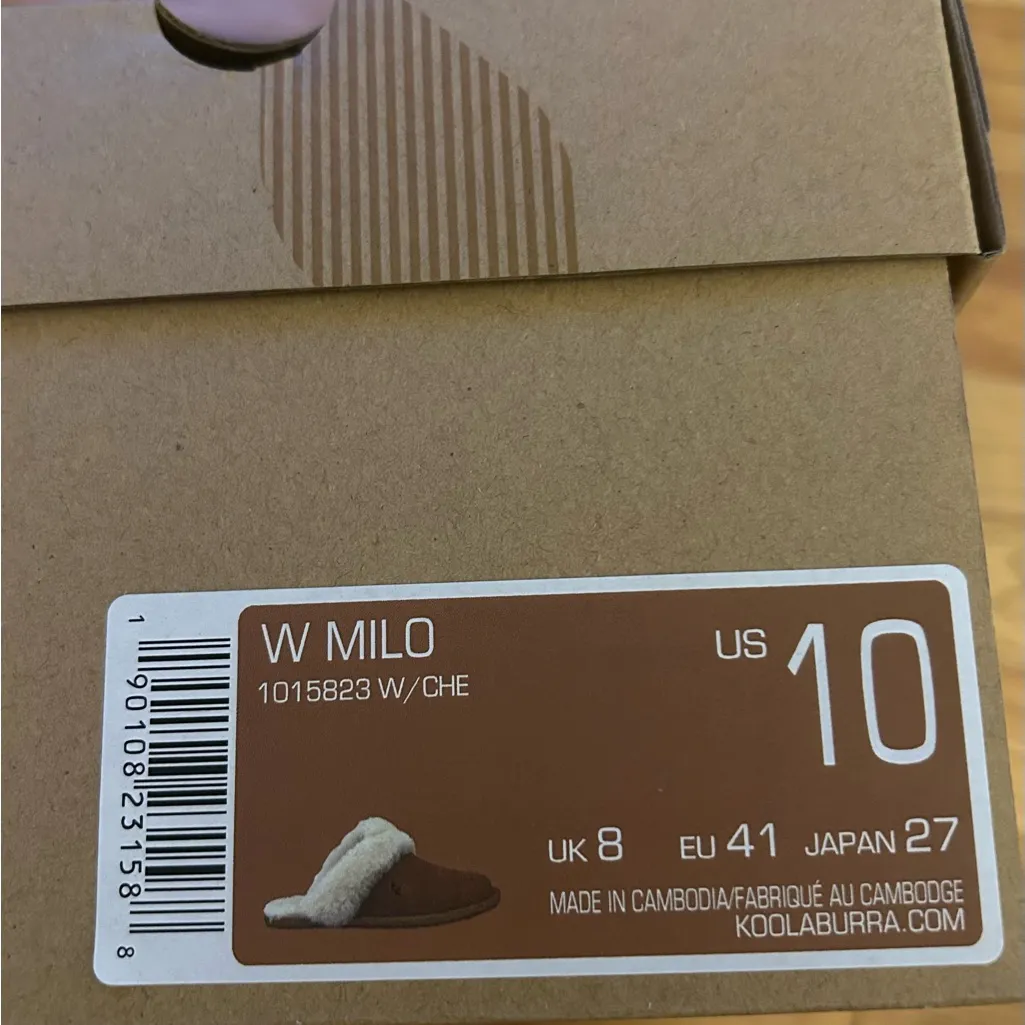 W MILO
1015823 W/CHE
US 10
UK 8 EU 41 JAPAN 27
MADE IN CAMBODIA/FABRIQUÉ AU CAMBODGE
KOOLABURRA.COM
1 90108 23158 8